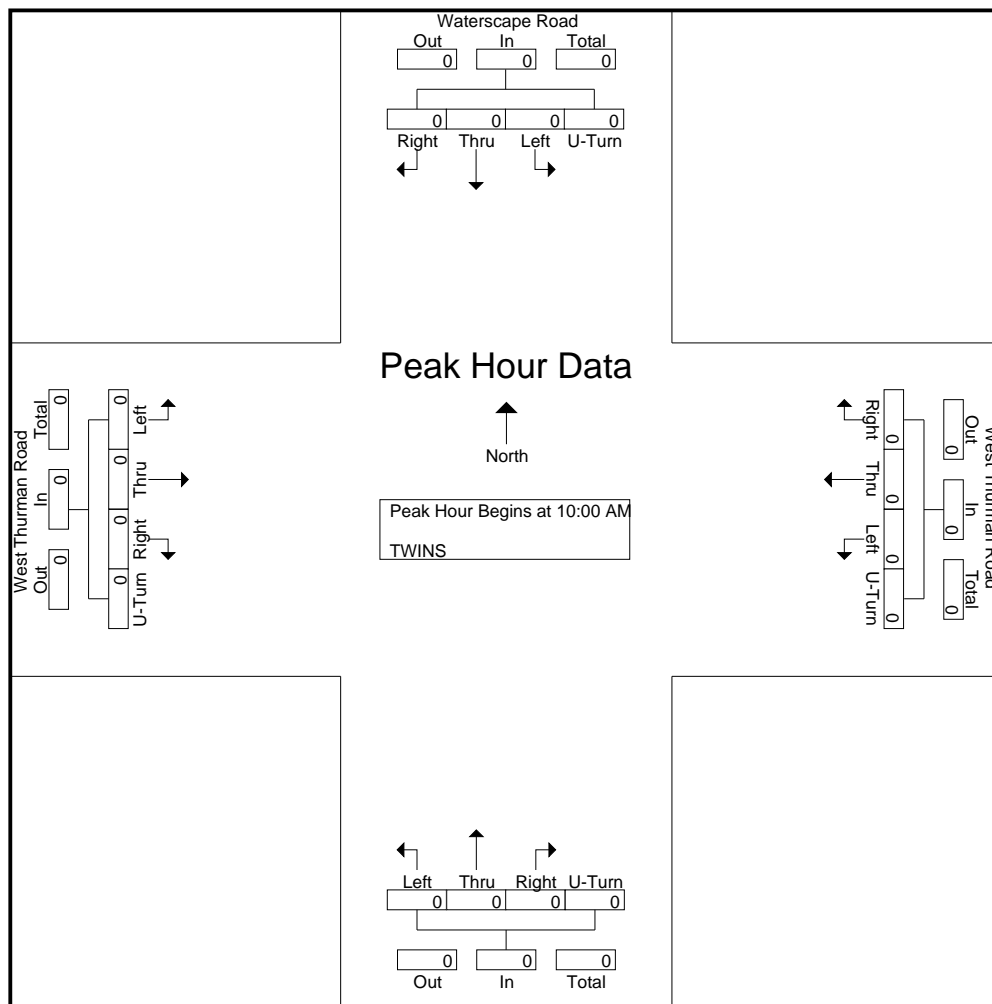 Waterscape Road
Out In Total
0 0 0
0 0 0 0
Right Thru Left U-Turn
Peak Hour Data
North
Peak Hour Begins at 10:00 AM
TWINS
West Thurman Road
Total In Out
0 0 0
0 0 0 0
Left Thru Right U-Turn
West Thurman Road
Out In Total
0 0 0
0 0 0 0
Right Thru Left U-Turn
Left Thru Right U-Turn
0 0 0 0
0 0 0
Out In Total